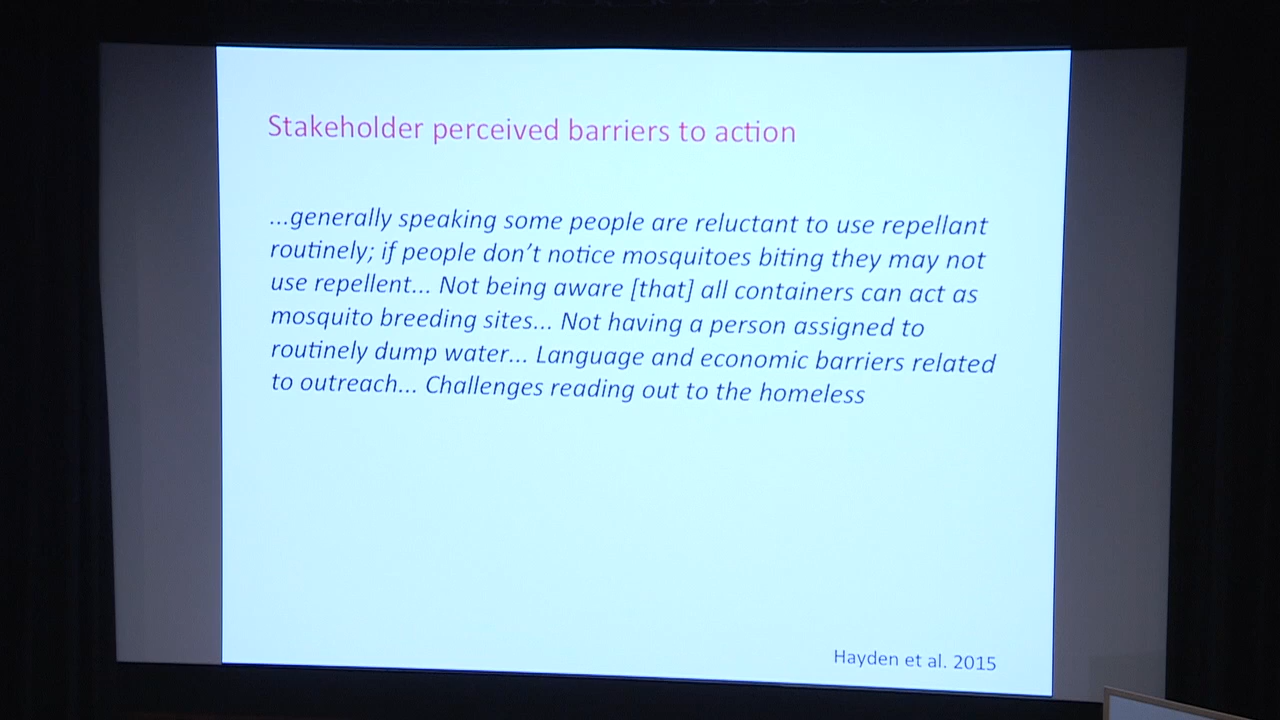 Stakeholder perceived barriers to action
...generally speaking some people are reluctant to use repellant
routinely; if people don't notice mosquitoes biting they may not
use repellent... Not being aware [that] all containers can act as
mosquito breeding sites... Not having a person assigned to
routinely dump water... Language and economic barriers related
to outreach... Challenges reading out to the homeless
Hayden et al. 2015